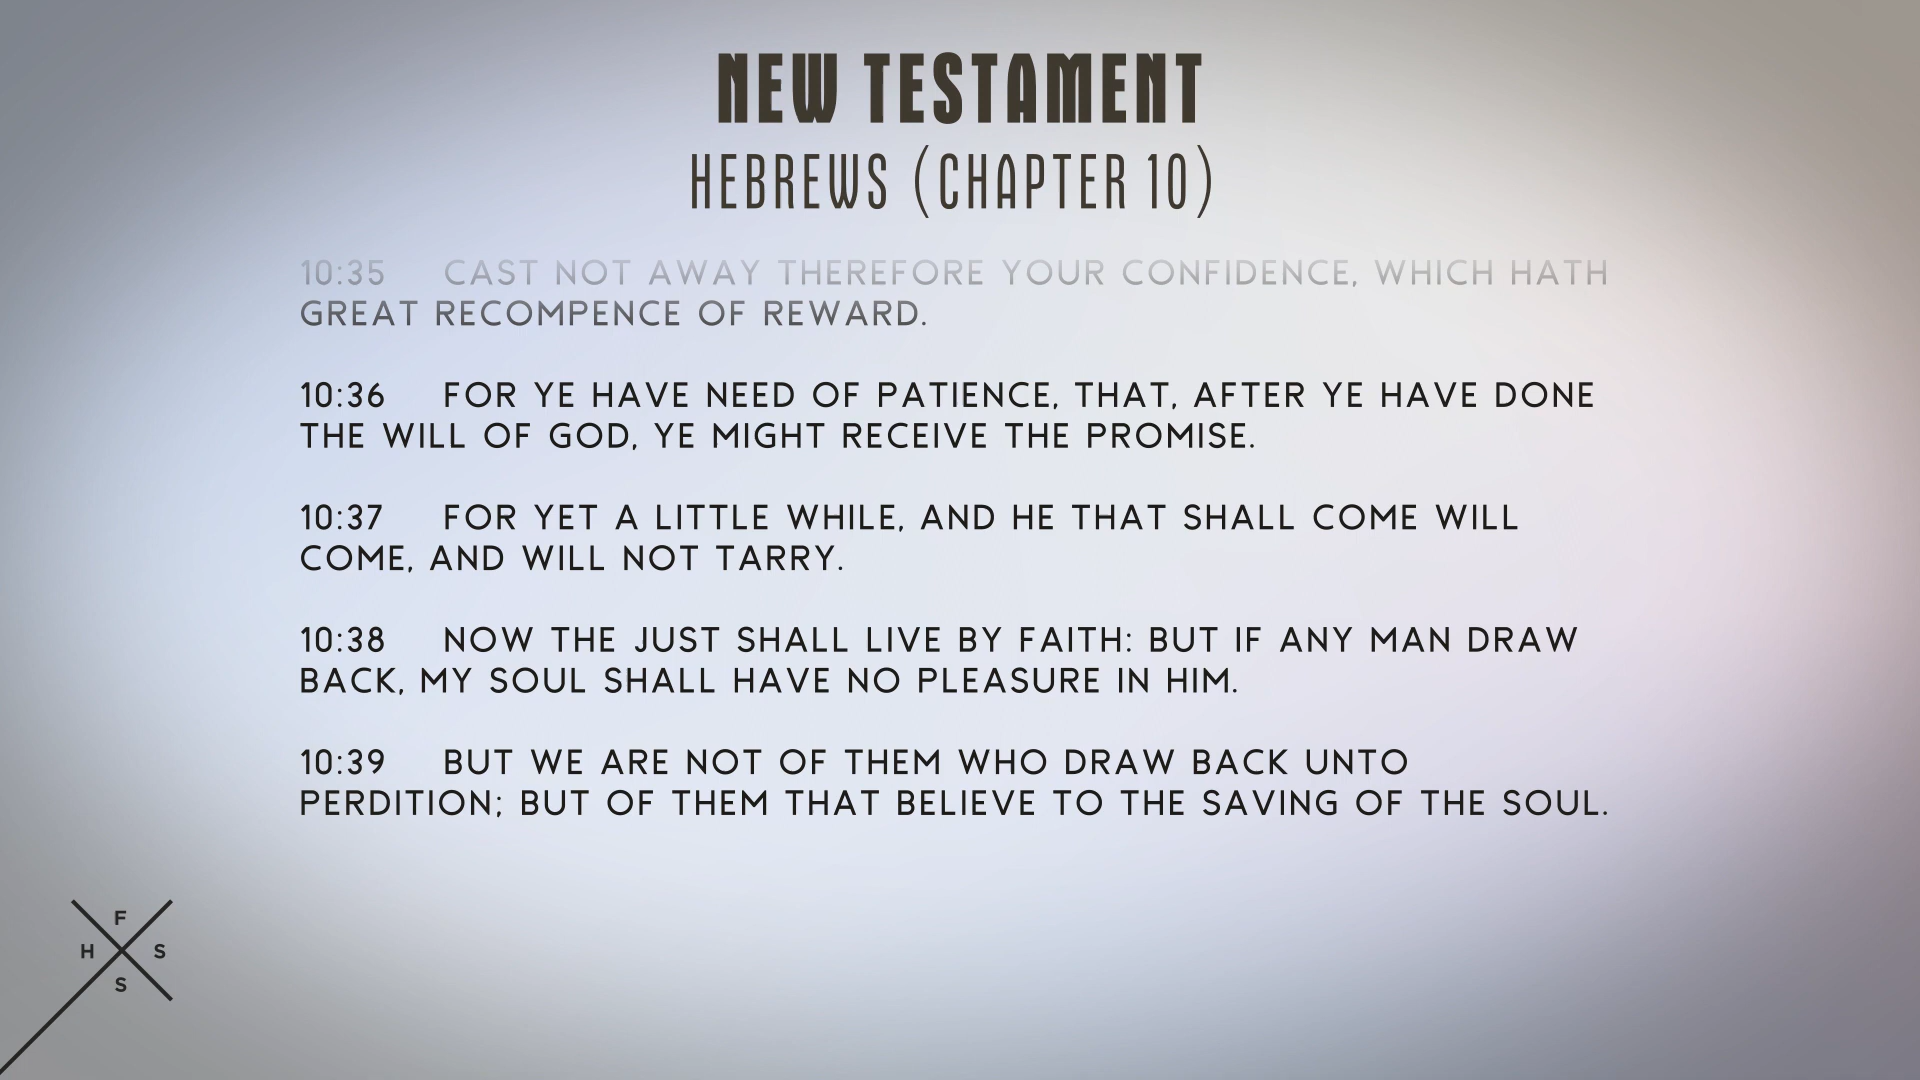 NEW TESTAMENT
HEBREWS (CHAPTER 10)
10:35 CAST NOT AWAY THEREFORE YOUR CONFIDENCE, WHICH HATH
GREAT RECOMPENCE OF REWARD.
10:36 FOR YE HAVE NEED OF PATIENCE, THAT, AFTER YE HAVE DONE
THE WILL OF GOD, YE MIGHT RECEIVE THE PROMISE.
10:37 FOR YET A LITTLE WHILE, AND HE THAT SHALL COME WILL
COME, AND WILL NOT TARRY.
10:38 NOW THE JUST SHALL LIVE BY FAITH: BUT IF ANY MAN DRAW
BACK, MY SOUL SHALL HAVE NO PLEASURE IN HIM.
10:39 BUT WE ARE NOT OF THEM WHO DRAW BACK UNTO
PERDITION; BUT OF THEM THAT BELIEVE TO THE SAVING OF THE SOUL.
F
H S
S